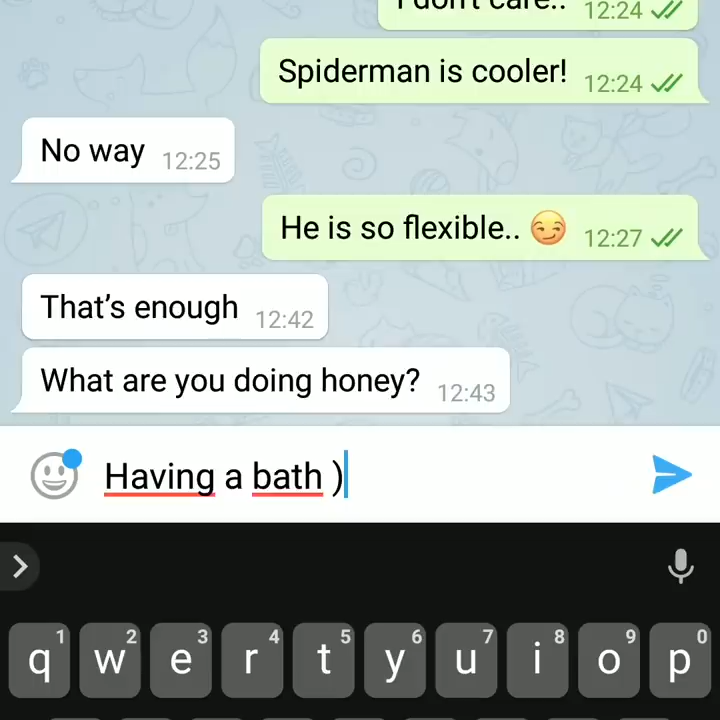 I don't care.. 12:24
Spiderman is cooler! 12:24
No way 12:25
He is so flexible.. 😏 12:27
That's enough 12:42
What are you doing honey? 12:43
Having a bath )
1 2 3 4 5 6 7 8 9 0
q w e r t y u i o p